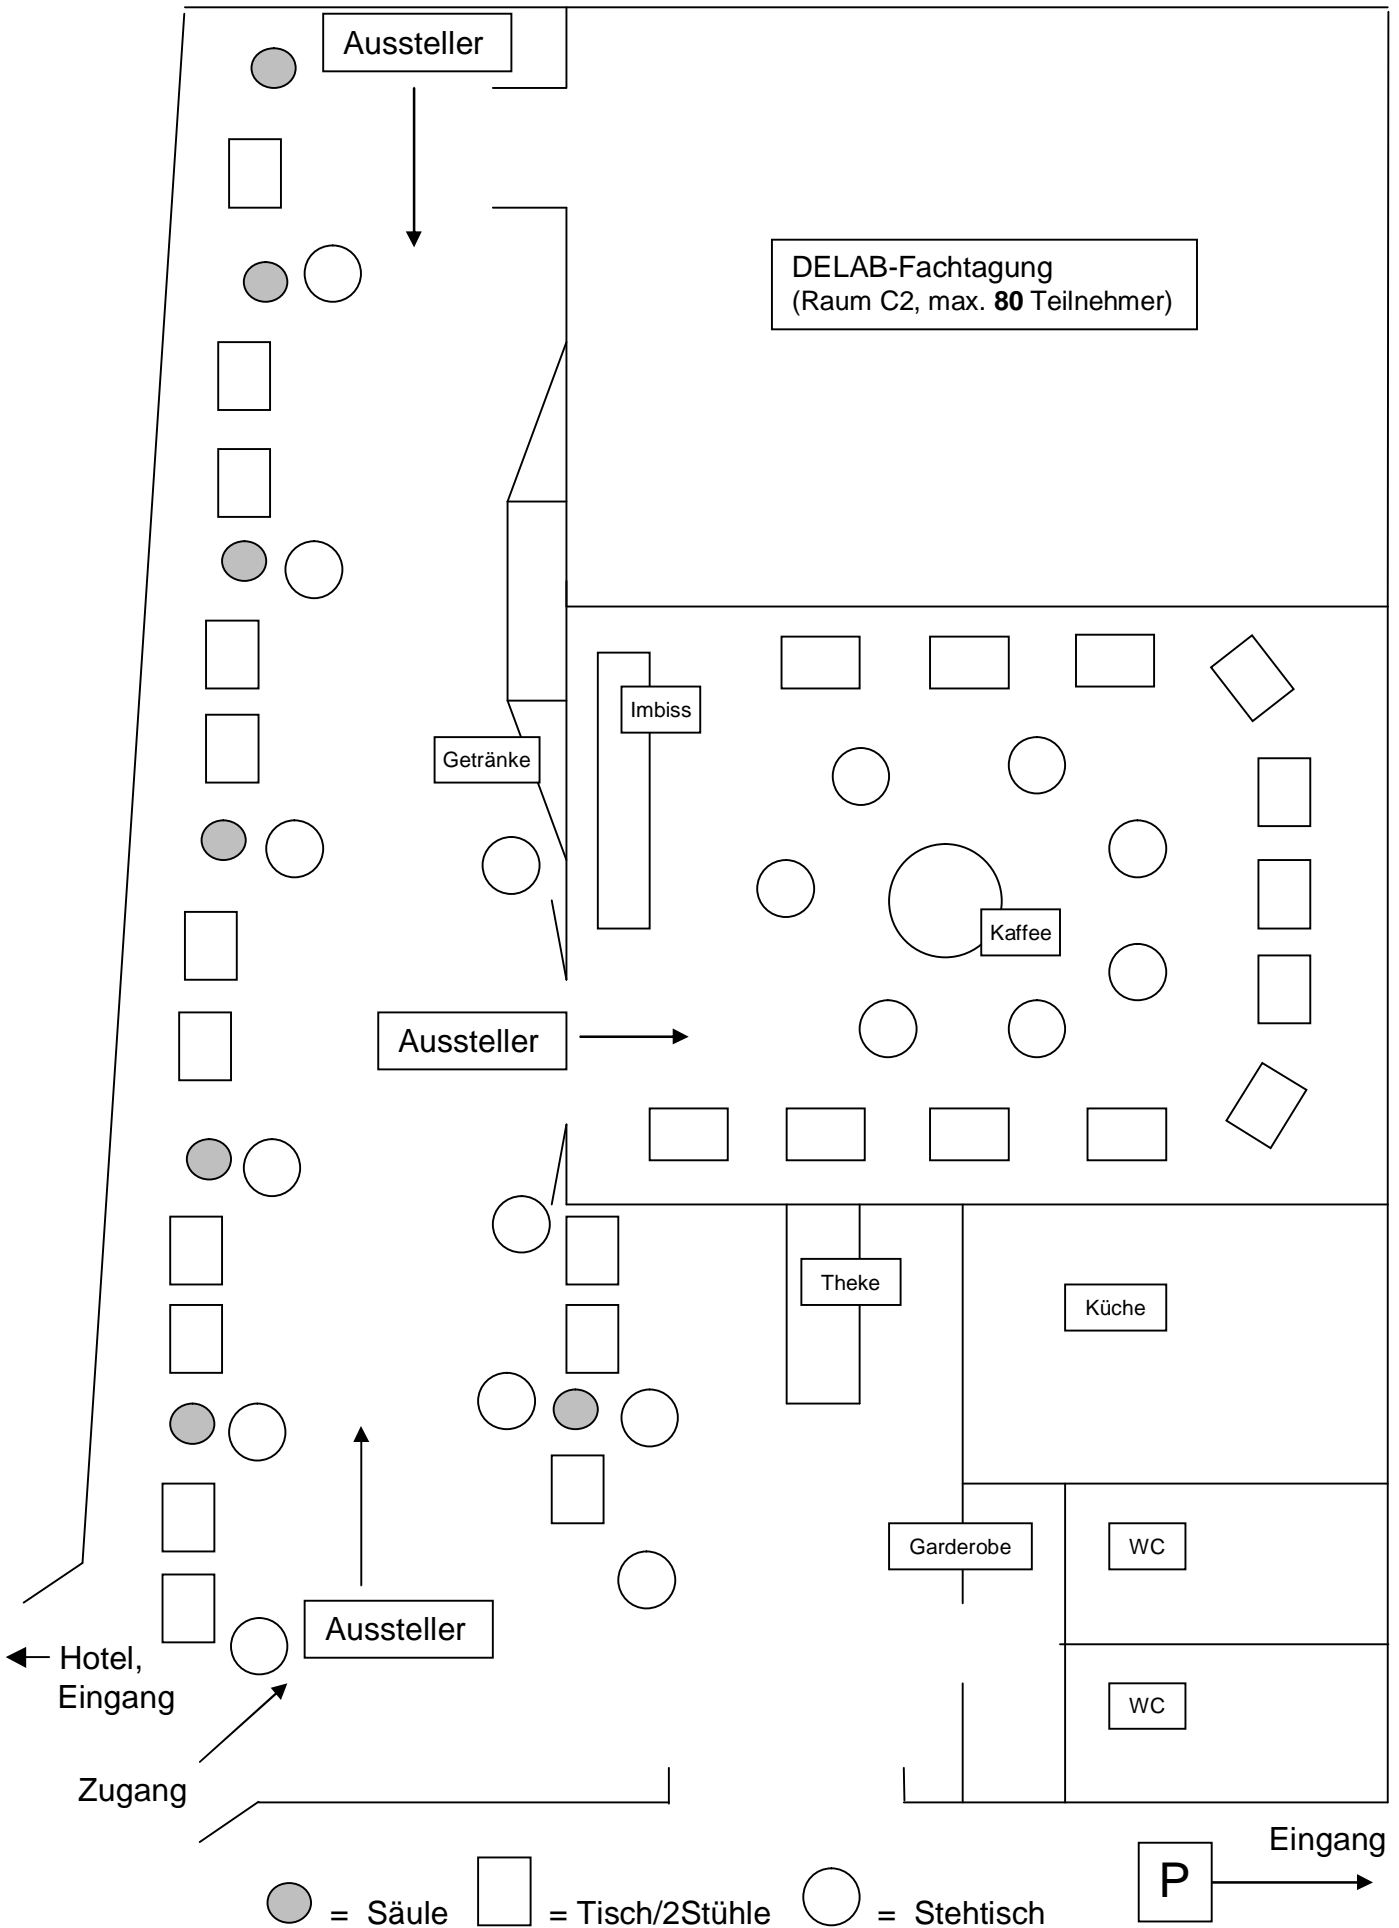 Aussteller
DELAB-Fachtagung
(Raum C2, max. 80 Teilnehmer)
Imbiss
Getränke
Kaffee
Aussteller
Theke
Küche
Garderobe
WC
Aussteller
Hotel,
Eingang
WC
Zugang
Eingang
P
= Säule
= Tisch/2Stühle
= Stehtisch